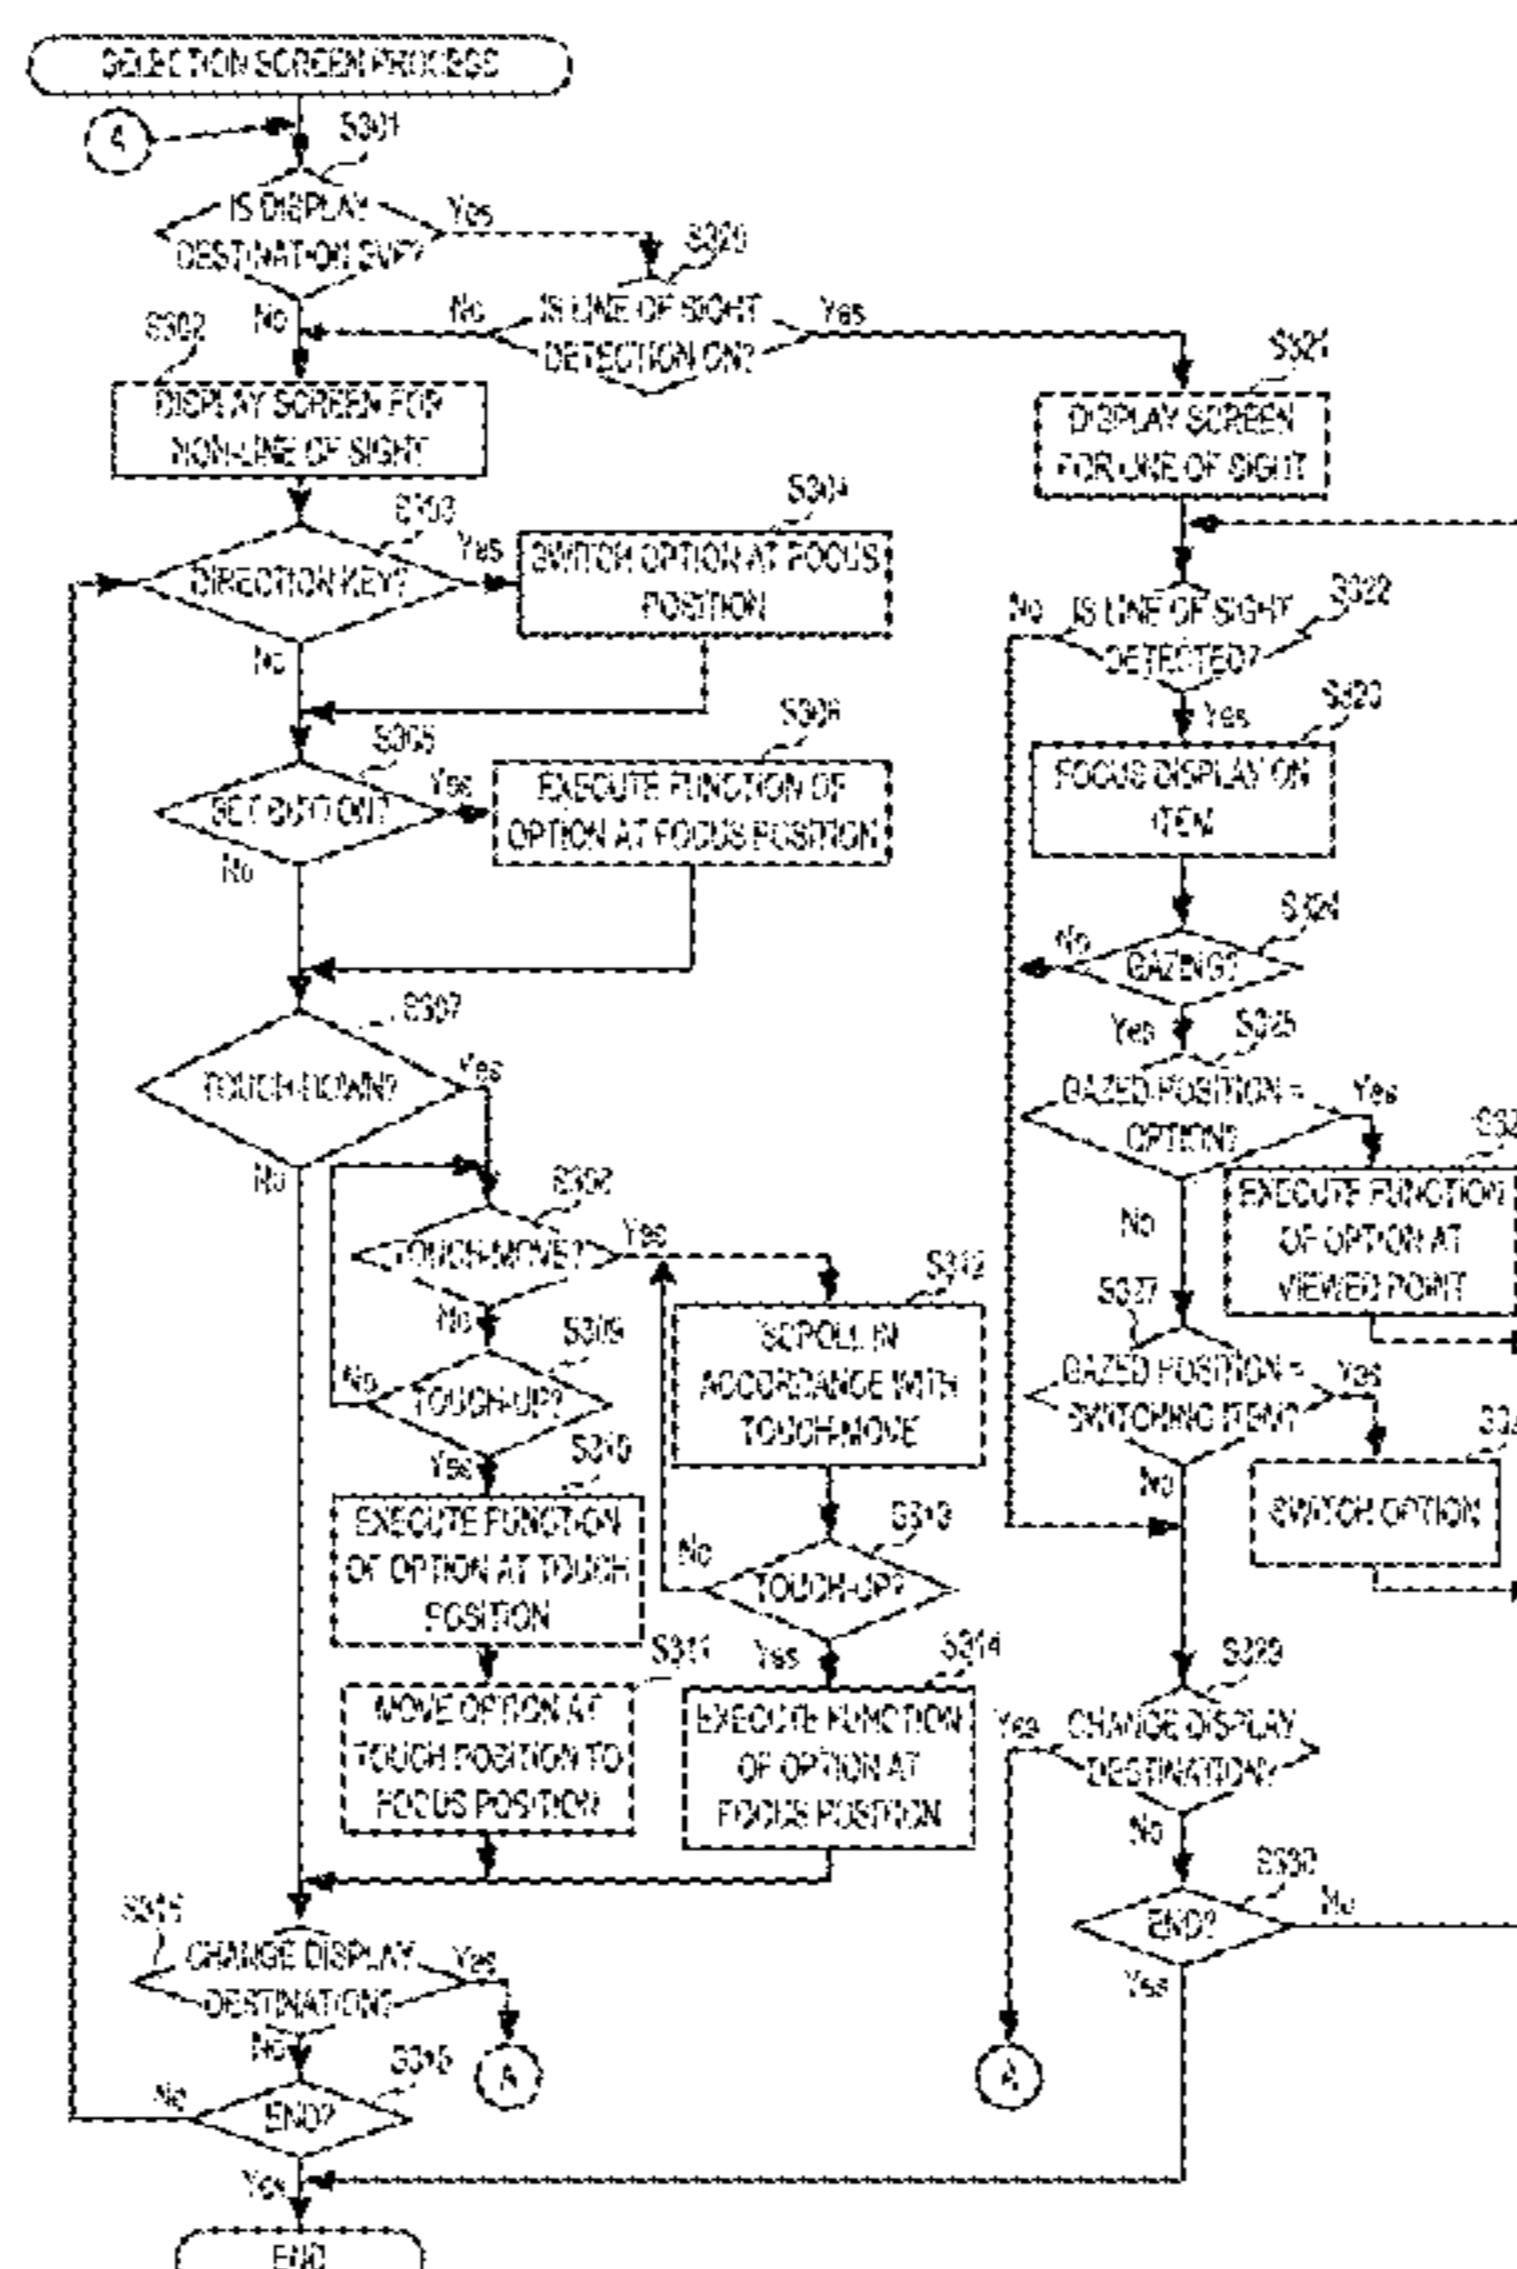 SELECTION SCREEN PROCESS
A
S301
IS DISPLAY
DESTINATION EVF?
Yes
No
S320
IS LINE OF SIGHT
DETECTION ON?
No
Yes
S302
DISPLAY SCREEN FOR
NON-LINE OF SIGHT
S321
DISPLAY SCREEN
FOR LINE OF SIGHT
S303
DIRECTION KEY?
Yes
No
S304
SWITCH OPTION AT FOCUS
POSITION
S322
IS LINE OF SIGHT
DETECTED?
No
Yes
S305
SET BUTTON?
Yes
No
S306
EXECUTE FUNCTION OF
OPTION AT FOCUS POSITION
S323
FOCUS DISPLAY ON
ITEM
S324
GAZING?
No
Yes
S307
TOUCH-DOWN?
Yes
No
S325
GAZED POSITION =
OPTION?
Yes
No
EXECUTE FUNCTION
OF OPTION AT
VIEWED POINT
S308
TOUCH-MOVE?
Yes
No
S309
TOUCH-UP?
No
Yes
S312
SCROLL IN
ACCORDANCE WITH
TOUCH-MOVE
S327
GAZED POSITION =
SWITCHING ITEM?
Yes
No
SWITCH OPTION
S310
EXECUTE FUNCTION
OF OPTION AT TOUCH
POSITION
S313
TOUCH-UP?
No
Yes
S311
MOVE OPTION AT
TOUCH POSITION TO
FOCUS POSITION
S314
EXECUTE FUNCTION
OF OPTION AT
FOCUS POSITION
S329
CHANGE DISPLAY
DESTINATION?
Yes
No
S330
END?
No
Yes
S315
CHANGE DISPLAY
DESTINATION?
Yes
No
A
A
S316
END?
No
Yes
END